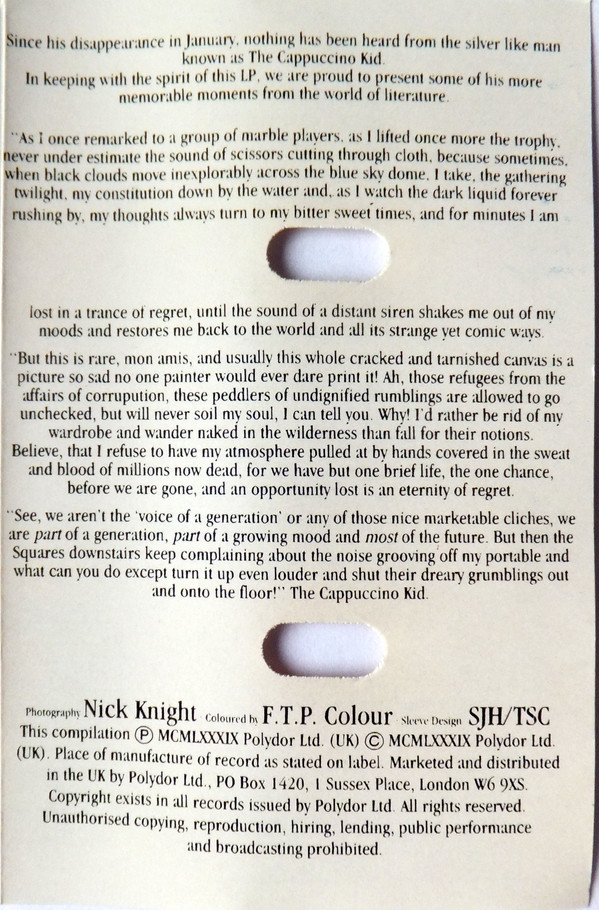 Since his disappearance in January, nothing has been heard from the silver like man
known as The Cappuccino Kid.
In keeping with the spirit of this LP, we are proud to present some of his more
memorable moments from the world of literature.
"As I once remarked to a group of marble players, as I lifted once more the trophy,
never under estimate the sound of scissors cutting through cloth, because sometimes,
when black clouds move inexplorably across the blue sky dome, I take, the gathering
twilight, my constitution down by the water and, as I watch the dark liquid forever
rushing by, my thoughts always turn to my bitter sweet times, and for minutes I am
lost in a trance of regret, until the sound of a distant siren shakes me out of my
moods and restores me back to the world and all its strange yet comic ways.
"But this is rare, mon amis, and usually this whole cracked and tarnished canvas is a
picture so sad no one painter would ever dare print it! Ah, those refugees from the
affairs of corrupution, these peddlers of undignified rumblings are allowed to go
unchecked, but will never soil my soul, I can tell you. Why! I'd rather be rid of my
wardrobe and wander naked in the wilderness than fall for their notions.
Believe, that I refuse to have my atmosphere pulled at by hands covered in the sweat
and blood of millions now dead, for we have but one brief life, the one chance,
before we are gone, and an opportunity lost is an eternity of regret.
"See, we aren't the 'voice of a generation' or any of those nice marketable cliches, we
are part of a generation, part of a growing mood and most of the future. But then the
Squares downstairs keep complaining about the noise grooving off my portable and
what can you do except turn it up even louder and shut their dreary grumblings out
and onto the floor!" The Cappuccino Kid.
Photography Nick Knight Coloured by F.T.P. Colour Sleeve Design SJH/TSC
This compilation Ⓟ MCMLXXXIX Polydor Ltd. (UK) © MCMLXXXIX Polydor Ltd.
(UK). Place of manufacture of record as stated on label. Marketed and distributed
in the UK by Polydor Ltd., PO Box 1420, 1 Sussex Place, London W6 9XS.
Copyright exists in all records issued by Polydor Ltd. All rights reserved.
Unauthorised copying, reproduction, hiring, lending, public performance
and broadcasting prohibited.